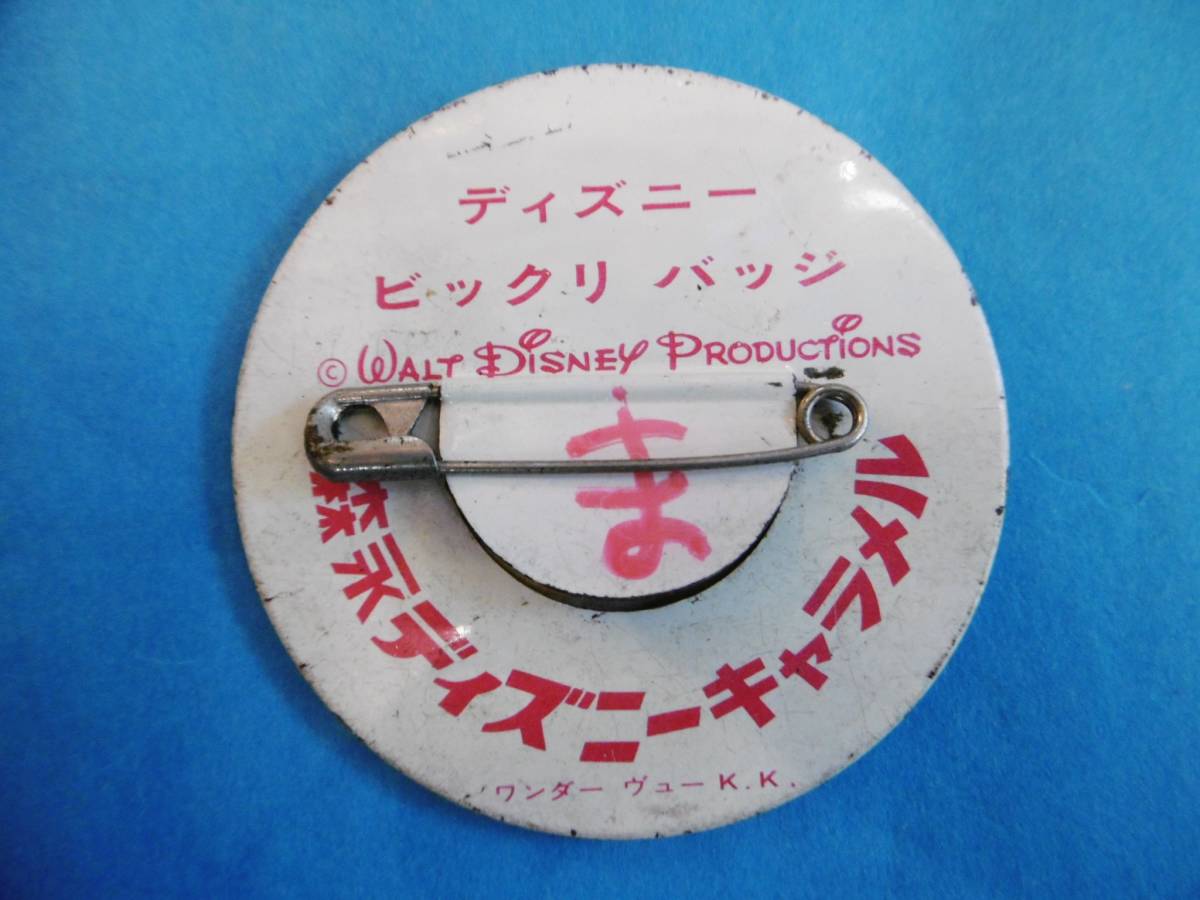 ディズニー
ビックリ バッジ
© WALT DISNEY PRODUCTIONS
ま
森永ディズニーキャラメル
ワンダー ヴュー K.K.